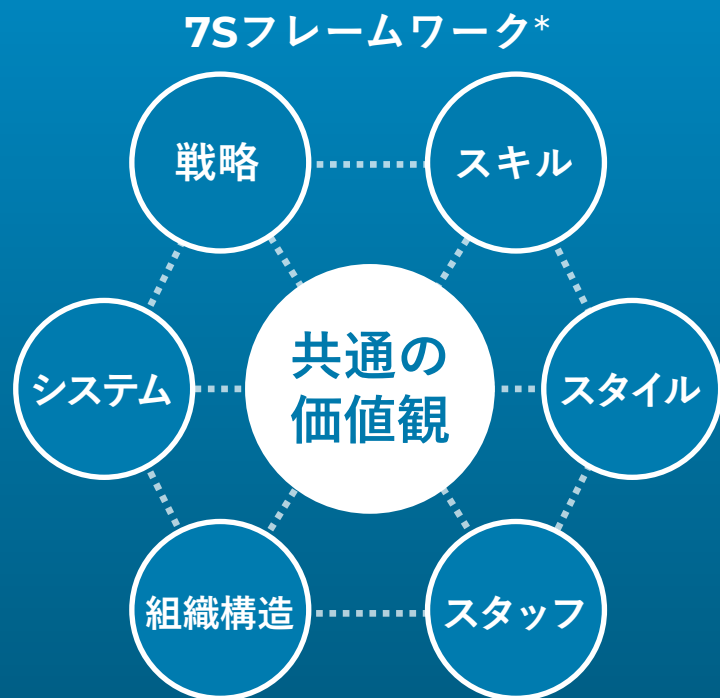 7Sフレームワーク*
戦略
スキル
共通の
価値観
システム
スタイル
組織構造
スタッフ